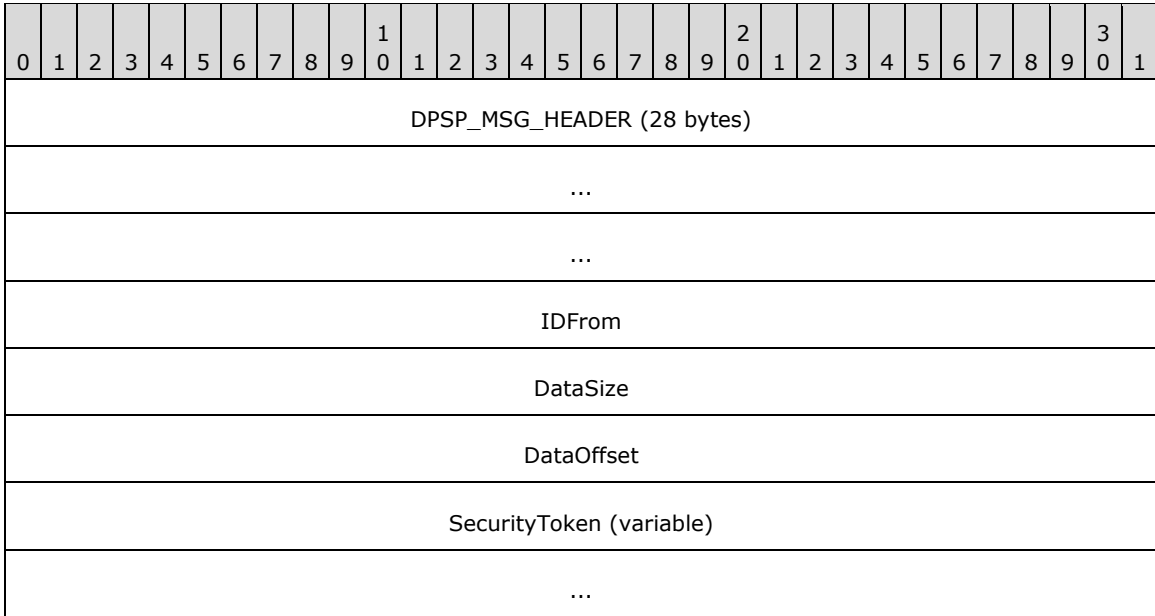 0 1 2 3 4 5 6 7 8 9 1 0 1 2 3 4 5 6 7 8 9 2 0 1 2 3 4 5 6 7 8 9 3 0 1
DPSP_MSG_HEADER (28 bytes)
...
...
IDFrom
DataSize
DataOffset
SecurityToken (variable)
...